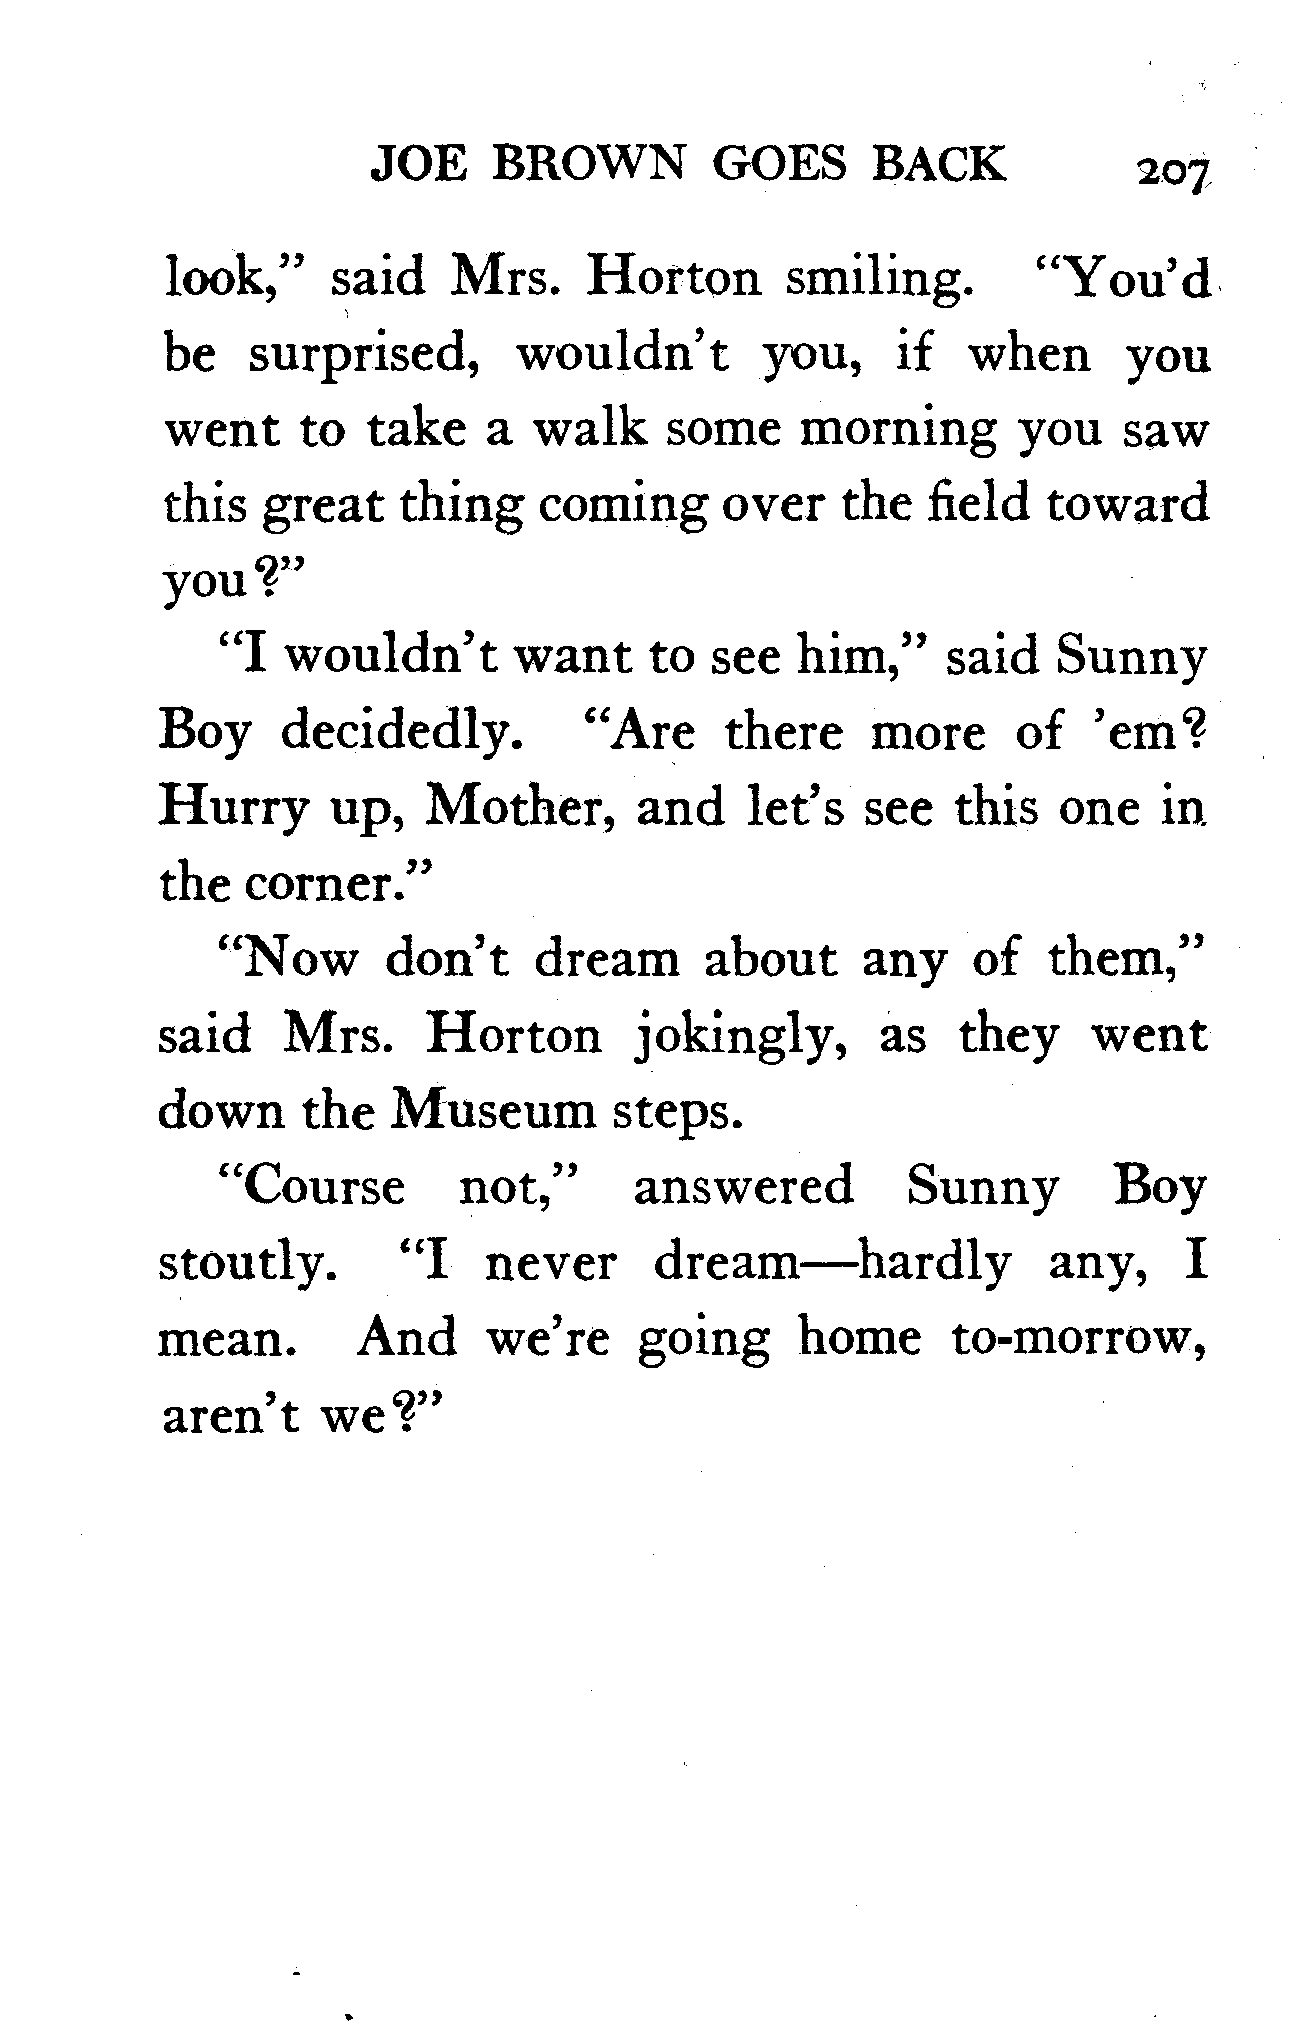 JOE BROWN GOES BACK 207
look,” said Mrs. Horton smiling. “You’d
be surprised, wouldn’t you, if when you
went to take a walk some morning you saw
this great thing coming over the field toward
you?”
“I wouldn’t want to see him,” said Sunny
Boy decidedly. “Are there more of ’em?
Hurry up, Mother, and let’s see this one in
the corner.”
“Now don’t dream about any of them,”
said Mrs. Horton jokingly, as they went
down the Museum steps.
“Course not,” answered Sunny Boy
stoutly. “I never dream—hardly any, I
mean. And we’re going home to-morrow,
aren’t we?”